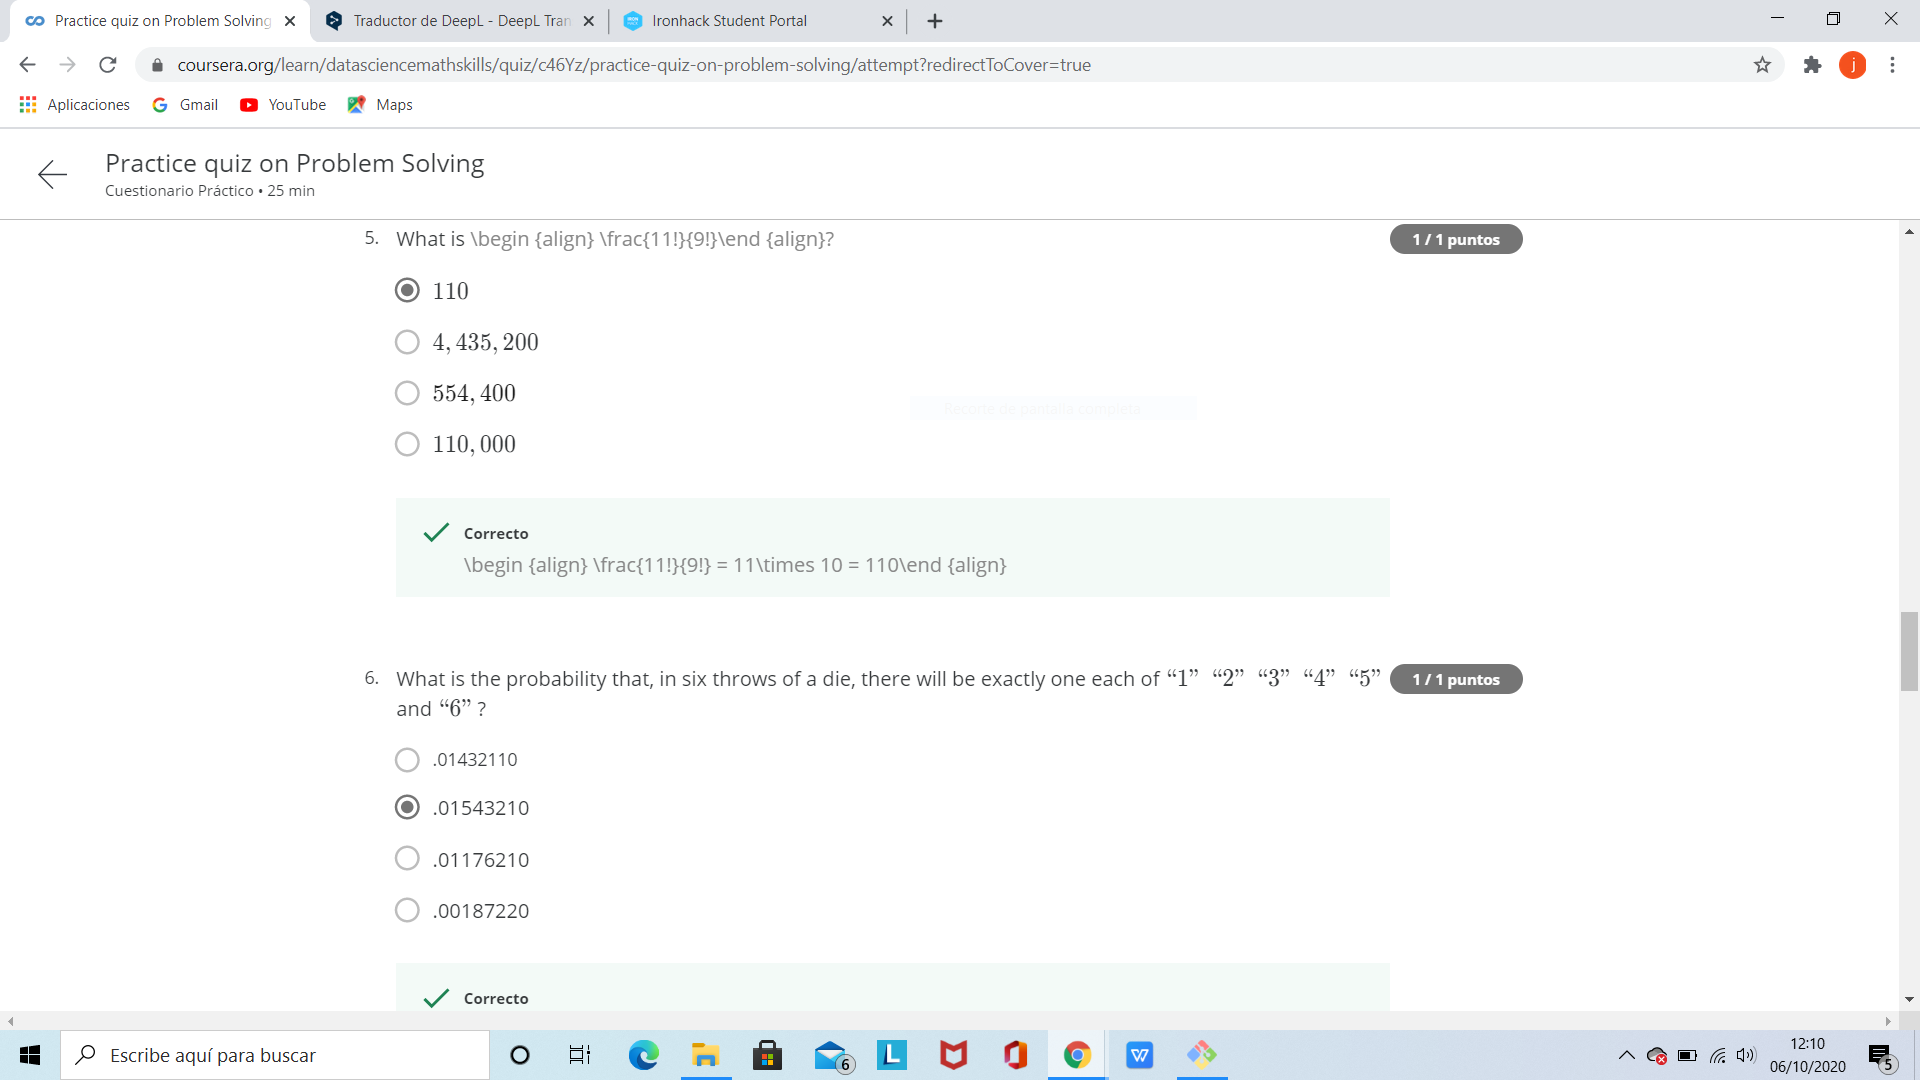 Practice quiz on Problem Solving
Traductor de DeepL - DeepL Tran
Ironhack Student Portal
coursera.org/learn/datasciencemathskills/quiz/c46Yz/practice-quiz-on-problem-solving/attempt?redirectToCover=true
j
Aplicaciones
Gmail
YouTube
Maps
Practice quiz on Problem Solving
Cuestionario Práctico • 25 min
5. What is \begin {align} \frac{11!}{9!}\end {align}?
1 / 1 puntos
110
4, 435, 200
554, 400
Recorte de pantalla completa
110, 000
Correcto
\begin {align} \frac{11!}{9!} = 11\times 10 = 110\end {align}
6. What is the probability that, in six throws of a die, there will be exactly one each of “1” “2” “3” “4” “5”
1 / 1 puntos
and “6” ?
.01432110
.01543210
.01176210
.00187220
Correcto
Escribe aquí para buscar
6
L
W
12:10
06/10/2020
5